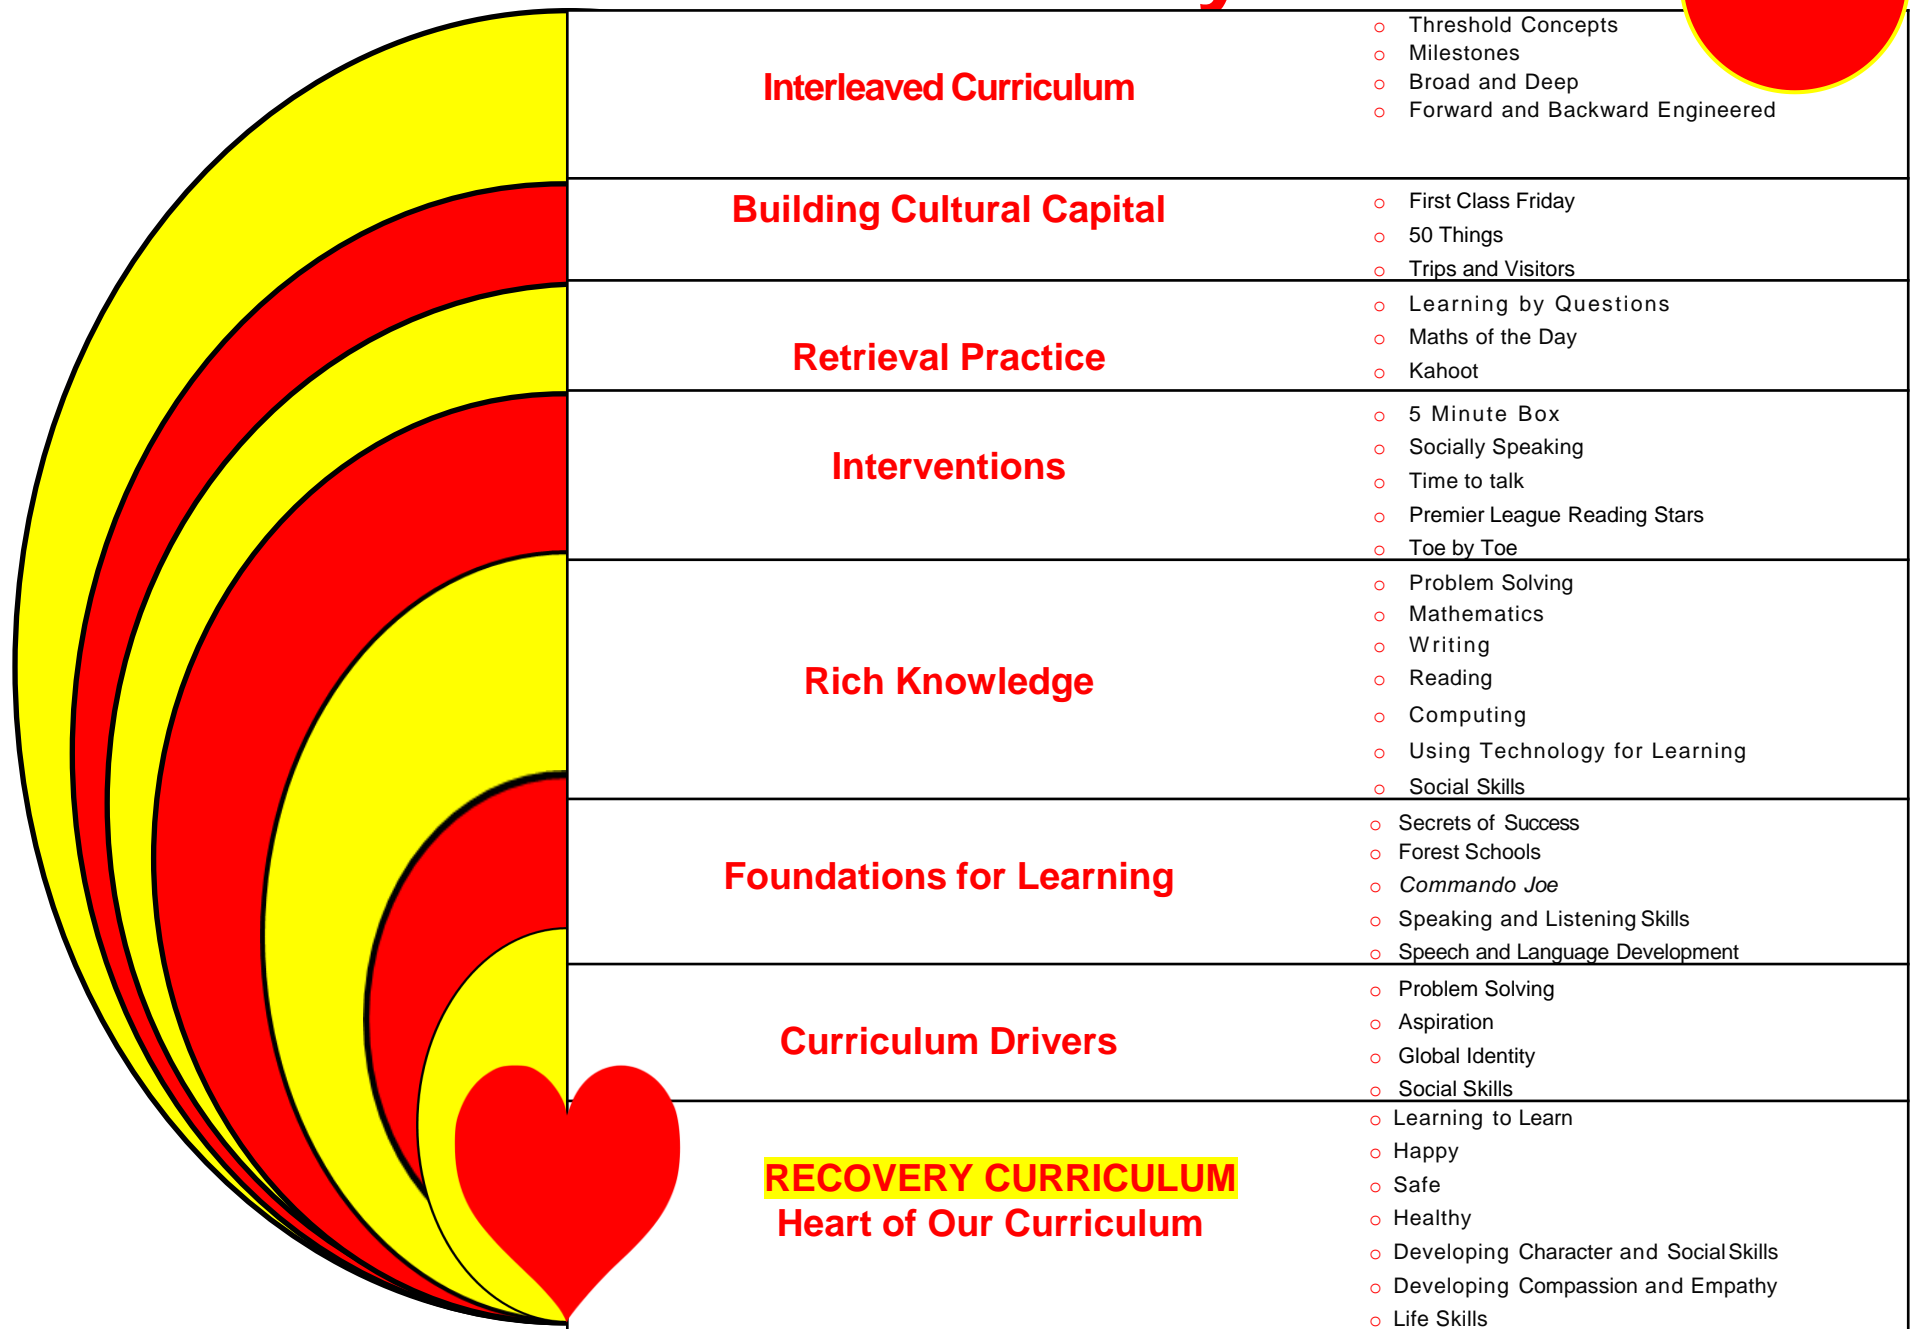 Interleaved Curriculum
Threshold Concepts
Milestones
Broad and Deep
Forward and Backward Engineered
Building Cultural Capital
First Class Friday
50 Things
Trips and Visitors
Retrieval Practice
Learning by Questions
Maths of the Day
Kahoot
Interventions
5 Minute Box
Socially Speaking
Time to talk
Premier League Reading Stars
Toe by Toe
Rich Knowledge
Problem Solving
Mathematics
Writing
Reading
Computing
Using Technology for Learning
Social Skills
Foundations for Learning
Secrets of Success
Forest Schools
Commando Joe
Speaking and Listening Skills
Speech and Language Development
Curriculum Drivers
Problem Solving
Aspiration
Global Identity
Social Skills
RECOVERY CURRICULUM
Heart of Our Curriculum
Learning to Learn
Happy
Safe
Healthy
Developing Character and Social Skills
Developing Compassion and Empathy
Life Skills